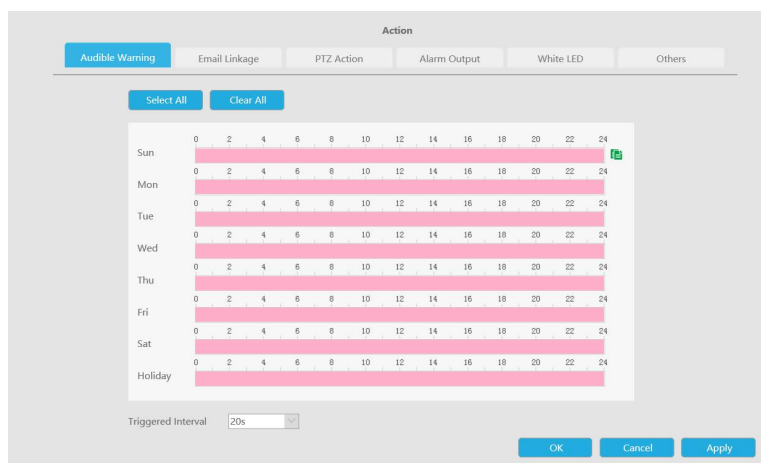 Action
Audible Warning Email Linkage PTZ Action Alarm Output White LED Others
Select All Clear All
0 2 4 6 8 10 12 14 16 18 20 22 24
Sun
0 2 4 6 8 10 12 14 16 18 20 22 24
Mon
0 2 4 6 8 10 12 14 16 18 20 22 24
Tue
0 2 4 6 8 10 12 14 16 18 20 22 24
Wed
0 2 4 6 8 10 12 14 16 18 20 22 24
Thu
0 2 4 6 8 10 12 14 16 18 20 22 24
Fri
0 2 4 6 8 10 12 14 16 18 20 22 24
Sat
0 2 4 6 8 10 12 14 16 18 20 22 24
Holiday
Triggered Interval 20s
OK Cancel Apply